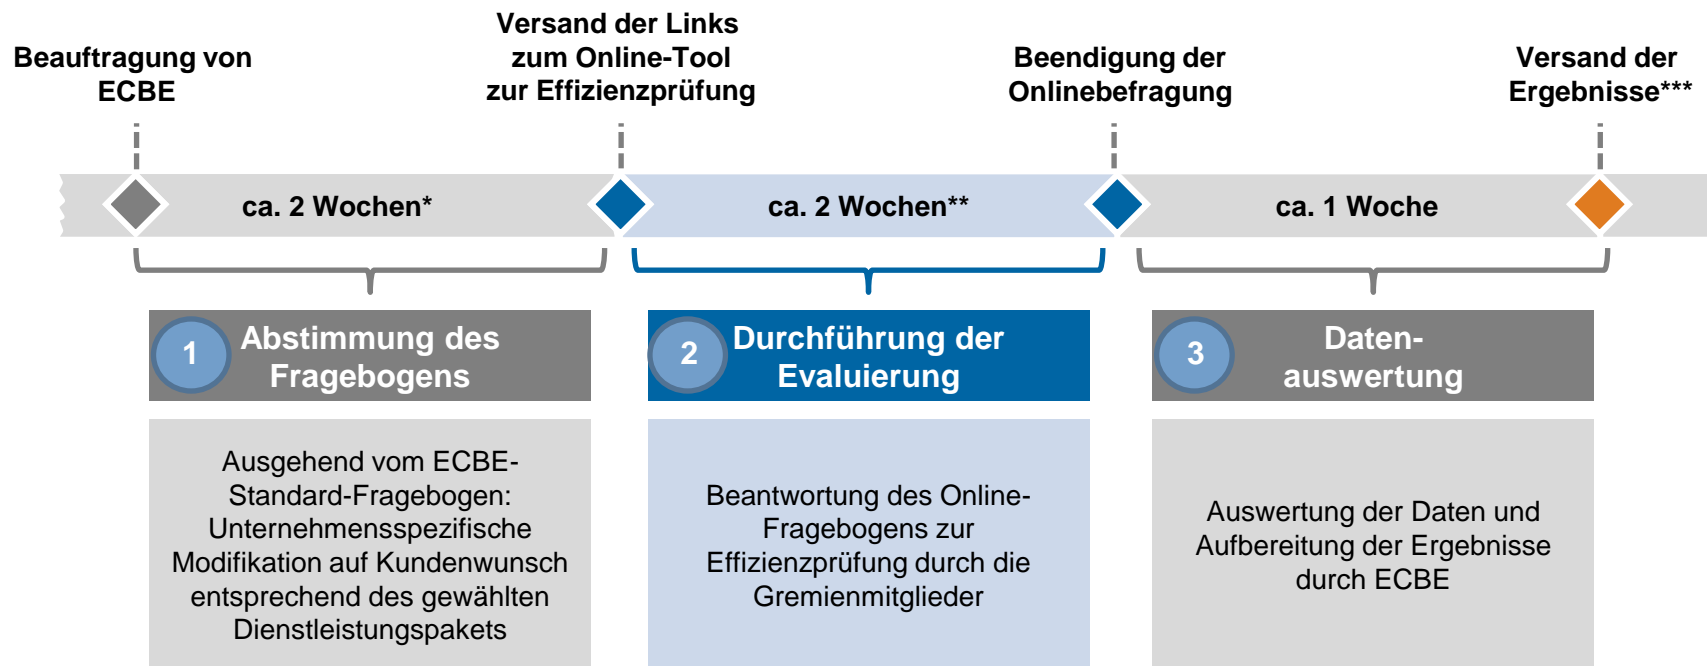 Beauftragung von
ECBE
Versand der Links
zum Online-Tool
zur Effizienzprüfung
Beendigung der
Onlinebefragung
Versand der
Ergebnisse***
ca. 2 Wochen*
ca. 2 Wochen**
ca. 1 Woche
1
Abstimmung des
Fragebogens
2
Durchführung der
Evaluierung
3
Daten-
auswertung
Ausgehend vom ECBE-
Standard-Fragebogen:
Unternehmensspezifische
Modifikation auf Kundenwunsch
entsprechend des gewählten
Dienstleistungspakets
Beantwortung des Online-
Fragebogens zur
Effizienzprüfung durch die
Gremienmitglieder
Auswertung der Daten und
Aufbereitung der Ergebnisse
durch ECBE